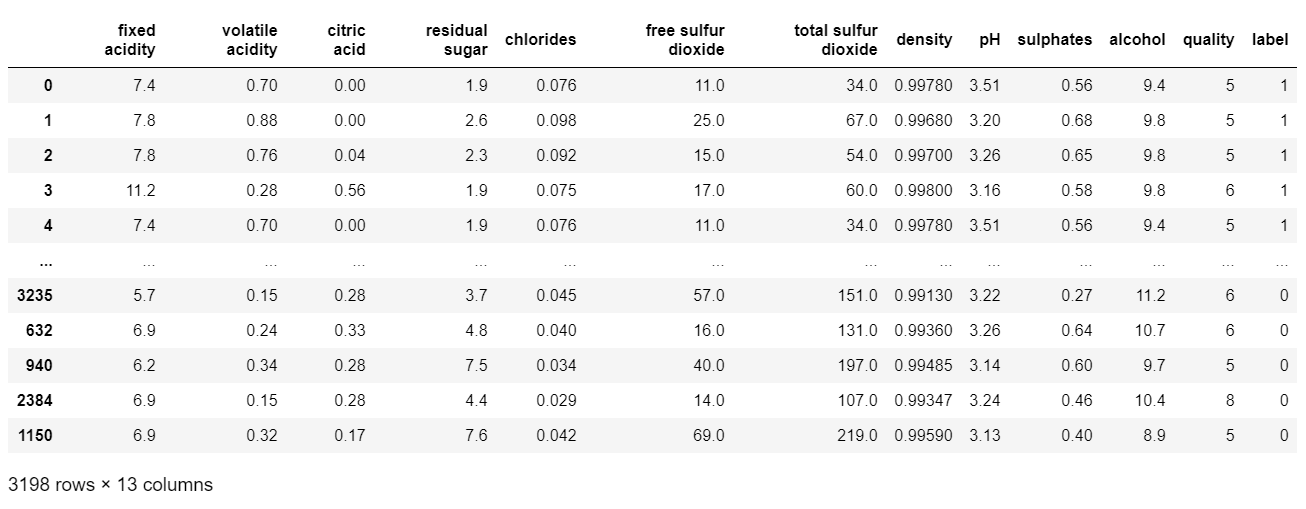 fixed acidity volatile acidity citric acid residual sugar chlorides free sulfur dioxide total sulfur dioxide density pH sulphates alcohol quality label
0 7.4 0.70 0.00 1.9 0.076 11.0 34.0 0.99780 3.51 0.56 9.4 5 1
1 7.8 0.88 0.00 2.6 0.098 25.0 67.0 0.99680 3.20 0.68 9.8 5 1
2 7.8 0.76 0.04 2.3 0.092 15.0 54.0 0.99700 3.26 0.65 9.8 5 1
3 11.2 0.28 0.56 1.9 0.075 17.0 60.0 0.99800 3.16 0.58 9.8 6 1
4 7.4 0.70 0.00 1.9 0.076 11.0 34.0 0.99780 3.51 0.56 9.4 5 1
... ... ... ... ... ... ... ... ... ... ... ... ... ...
3235 5.7 0.15 0.28 3.7 0.045 57.0 151.0 0.99130 3.22 0.27 11.2 6 0
632 6.9 0.24 0.33 4.8 0.040 16.0 131.0 0.99360 3.26 0.64 10.7 6 0
940 6.2 0.34 0.28 7.5 0.034 40.0 197.0 0.99485 3.14 0.60 9.7 5 0
2384 6.9 0.15 0.28 4.4 0.029 14.0 107.0 0.99347 3.24 0.46 10.4 8 0
1150 6.9 0.32 0.17 7.6 0.042 69.0 219.0 0.99590 3.13 0.40 8.9 5 0
3198 rows × 13 columns